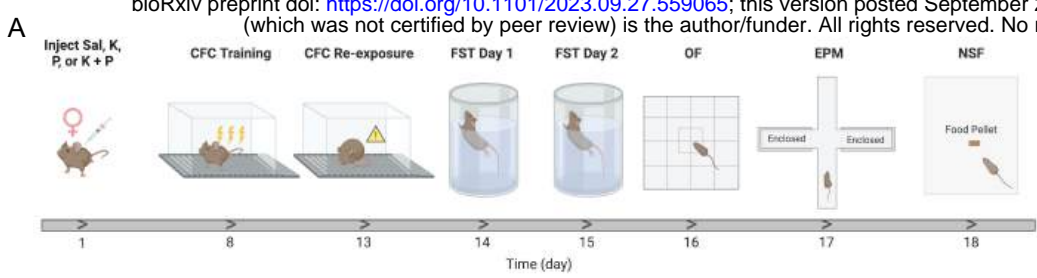 bioRxiv preprint doi: https://doi.org/10.1101/2023.09.27.559065; this version posted September
(which was not certified by peer review) is the author/funder. All rights reserved. No
A
Inject Sal, K,
P, or K + P
CFC Training
CFC Re-exposure
FST Day 1
FST Day 2
OF
EPM
NSF
Enclosed
Enclosed
Food Pellet
1
8
13
14
15
16
17
18
Time (day)